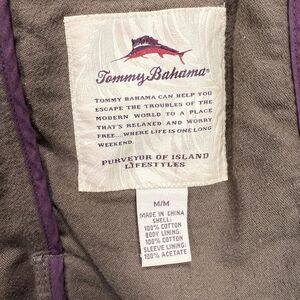 Tommy Bahama®
TOMMY BAHAMA CAN HELP YOU
ESCAPE THE TROUBLES OF THE
MODERN WORLD TO A PLACE
THAT'S RELAXED AND WORRY
FREE....WHERE LIFE IS ONE LONG
WEEKEND.
PURVEYOR OF ISLAND
LIFESTYLES
M/M
MADE IN CHINA
SHELL:
100% COTTON
BODY LINING:
100% COTTON
SLEEVE LINING:
100% ACETATE